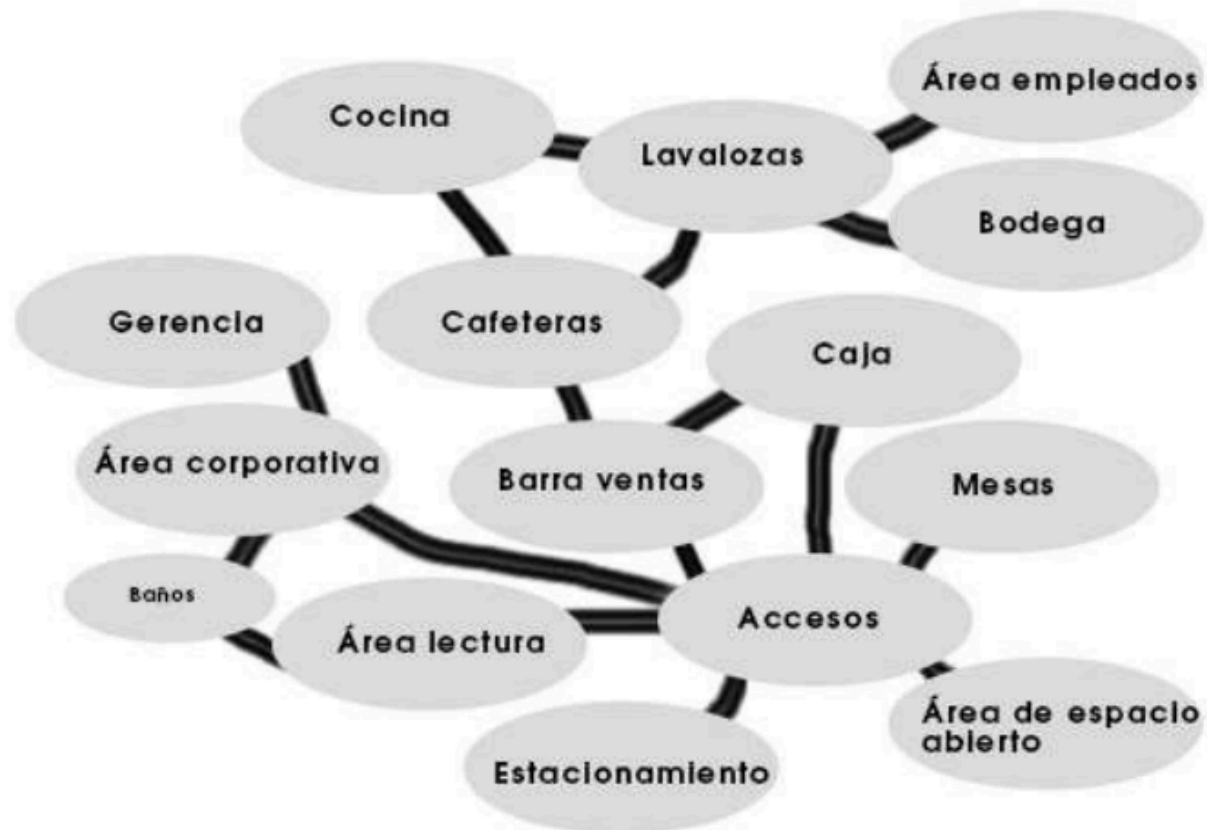 Área empleados
Cocina
Lavalozas
Bodega
Gerencia
Cafeteras
Caja
Área corporativa
Barra ventas
Mesas
Baños
Área lectura
Accesos
Área de espacio
abierto
Estacionamiento